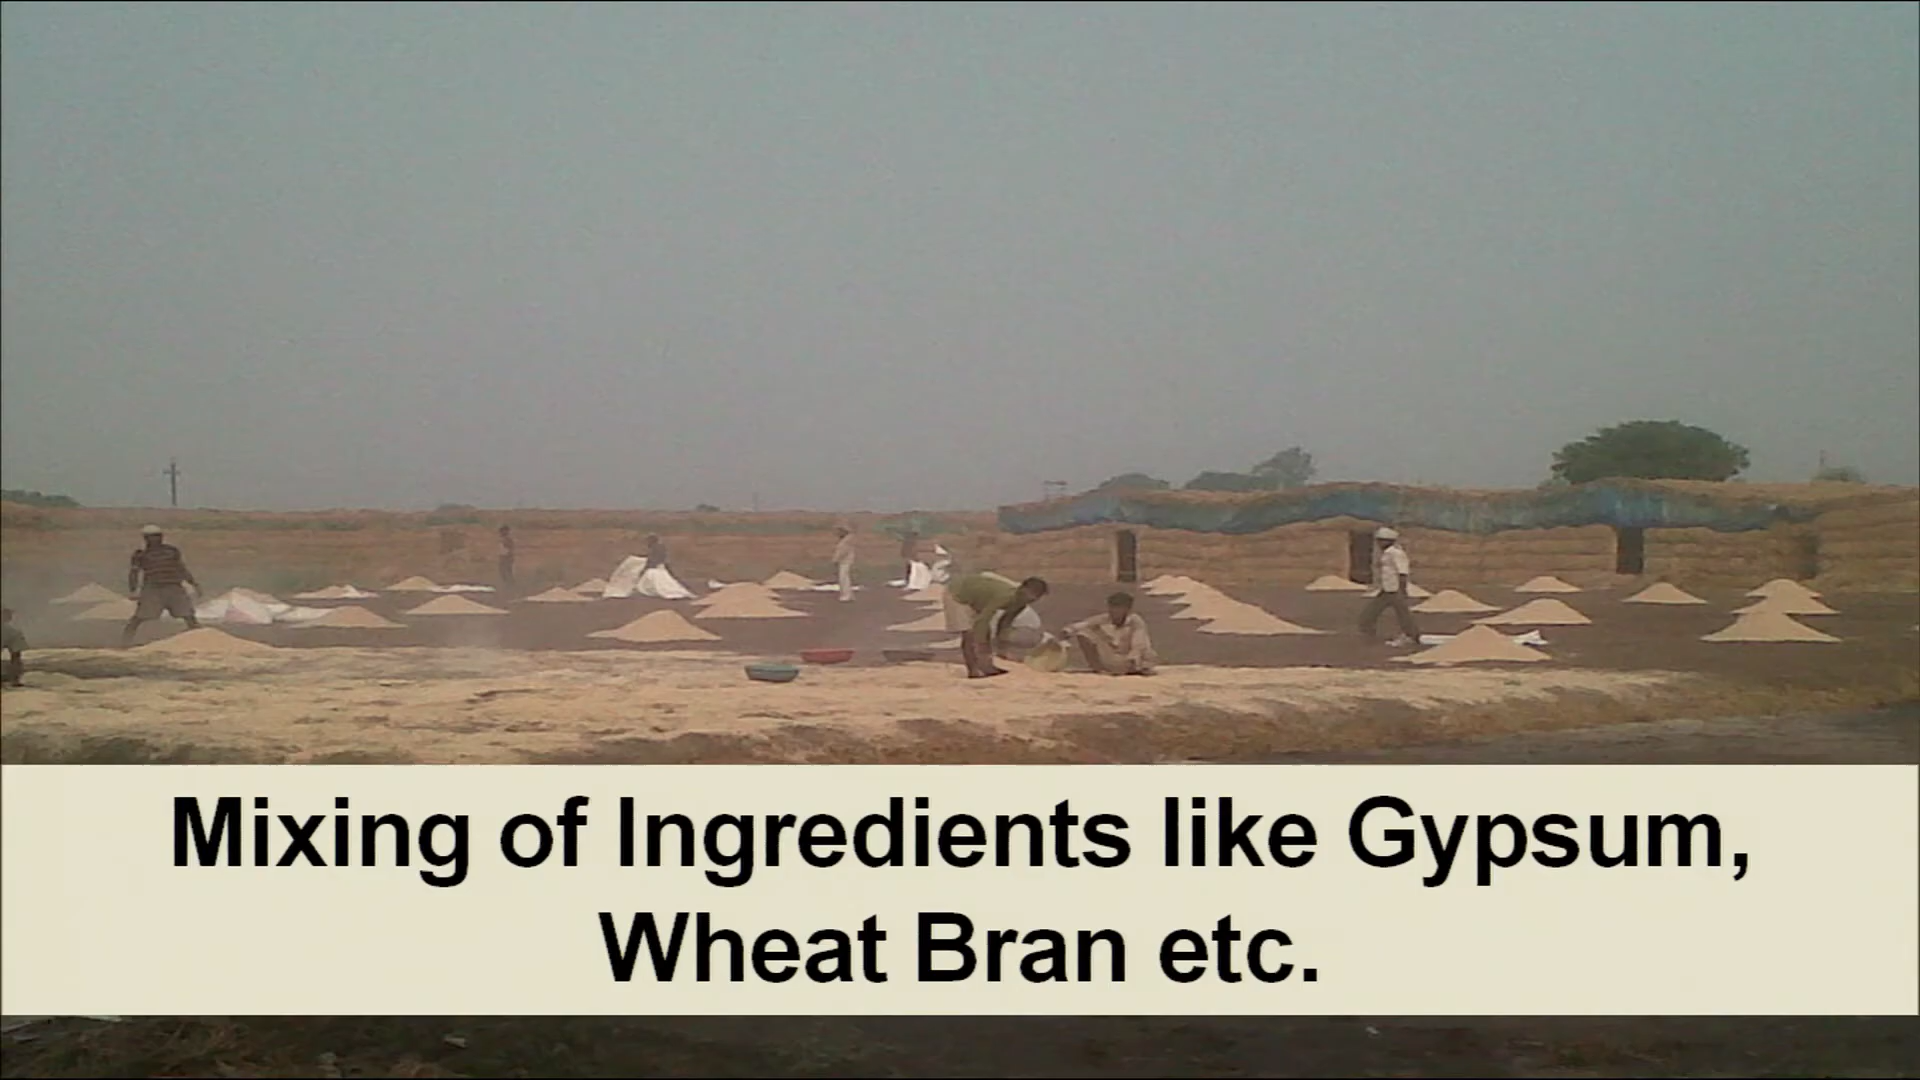 Mixing of Ingredients like Gypsum,
Wheat Bran etc.